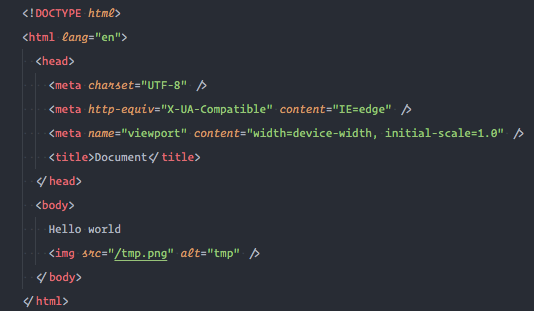 <!DOCTYPE html>
<html lang="en">
<head>
<meta charset="UTF-8" />
<meta http-equiv="X-UA-Compatible" content="IE=edge" />
<meta name="viewport" content="width=device-width, initial-scale=1.0" />
<title>Document</title>
</head>
<body>
Hello world
<img src="/tmp.png" alt="tmp" />
</body>
</html>